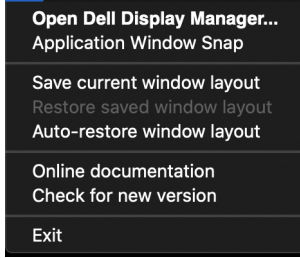 Open Dell Display Manager...
Application Window Snap
Save current window layout
Restore saved window layout
Auto-restore window layout
Online documentation
Check for new version
Exit